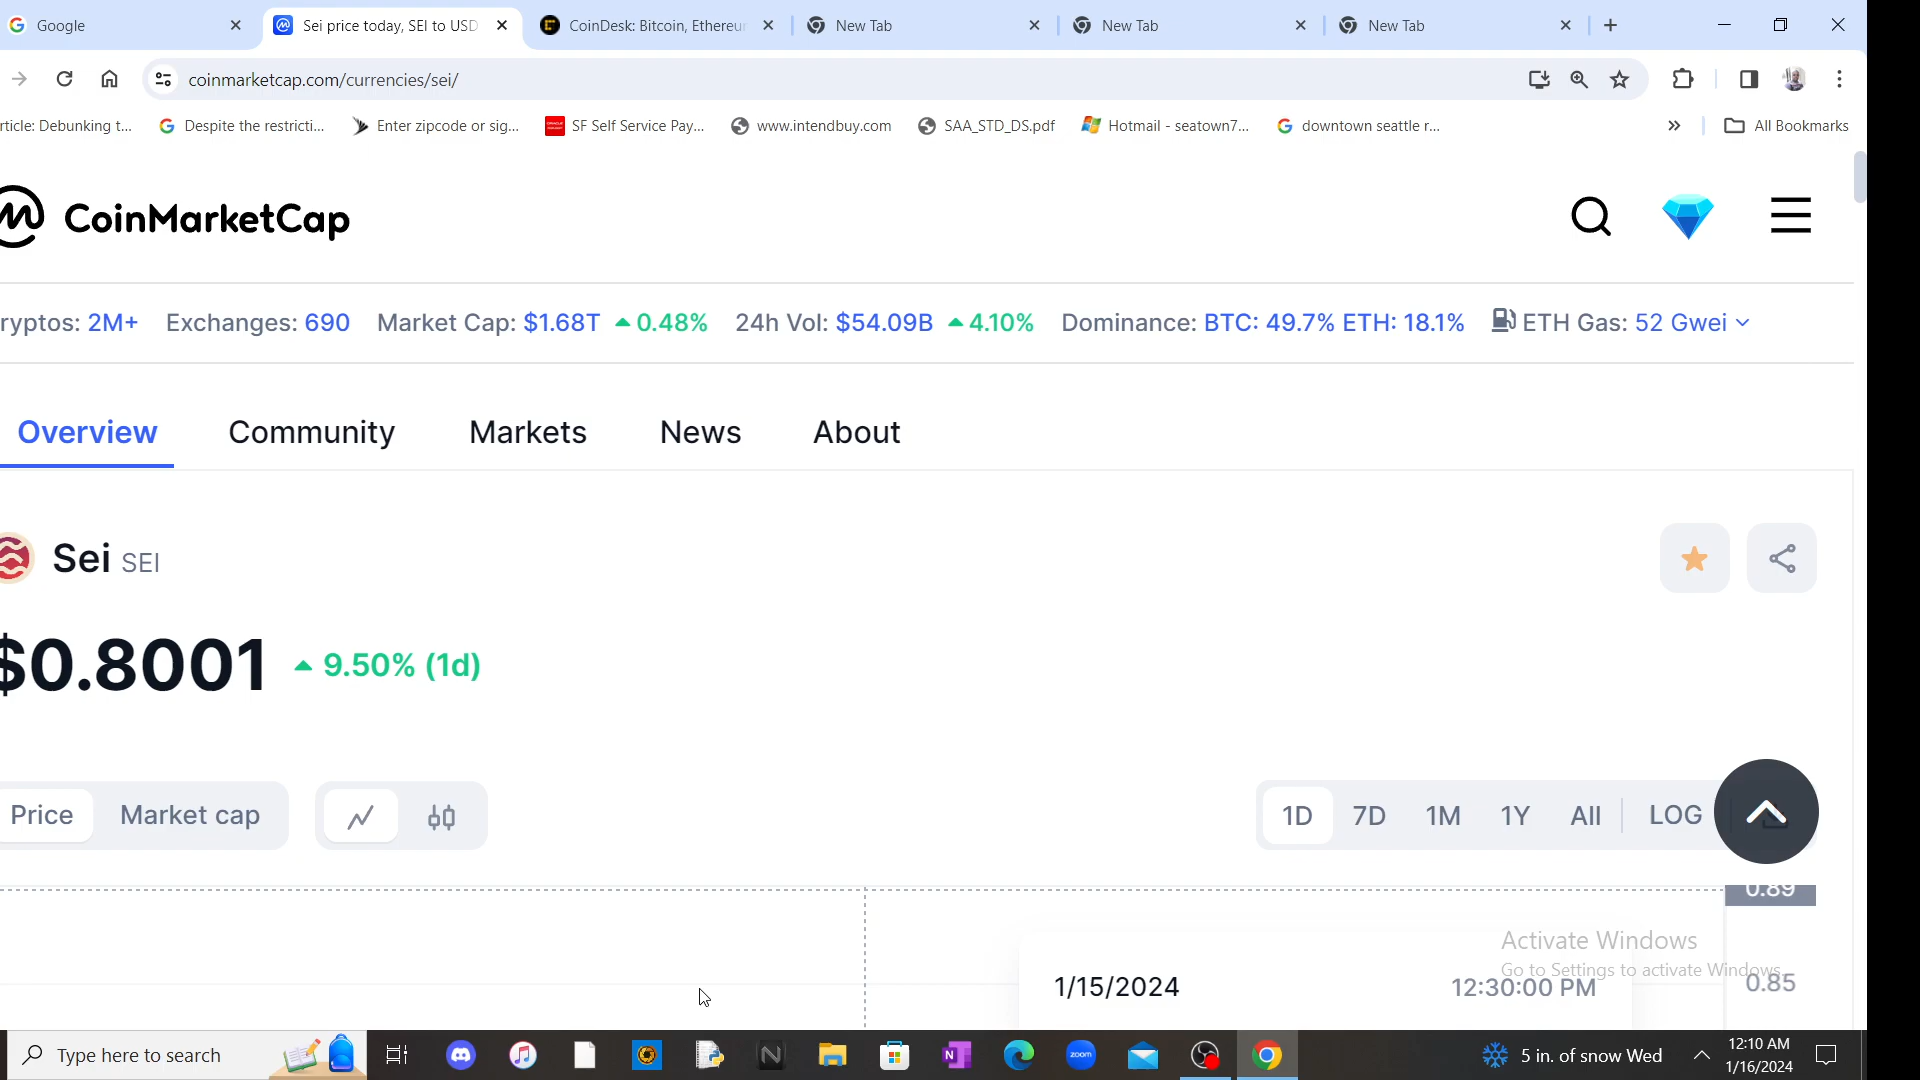 Google
Sei price today, SEI to USD
CoinDesk: Bitcoin, Ethereur
New Tab
New Tab
New Tab
coinmarketcap.com/currencies/sei/
rticle: Debunking t...
Despite the restricti...
Enter zipcode or sig...
SF Self Service Pay...
www.intendbuy.com
SAA_STD_DS.pdf
Hotmail - seatown7...
downtown seattle r...
All Bookmarks
CoinMarketCap
ryptos: 2M+ Exchanges: 690 Market Cap: $1.68T 0.48% 24h Vol: $54.09B 4.10% Dominance: BTC: 49.7% ETH: 18.1% ETH Gas: 52 Gwei
Overview Community Markets News About
Sei SEI
$0.8001 9.50% (1d)
Price Market cap
1D 7D 1M 1Y All LOG
0.89
Activate Windows
Go to Settings to activate Windows.
1/15/2024 12:30:00 PM
0.85
Type here to search
zoom
5 in. of snow Wed
12:10 AM
1/16/2024